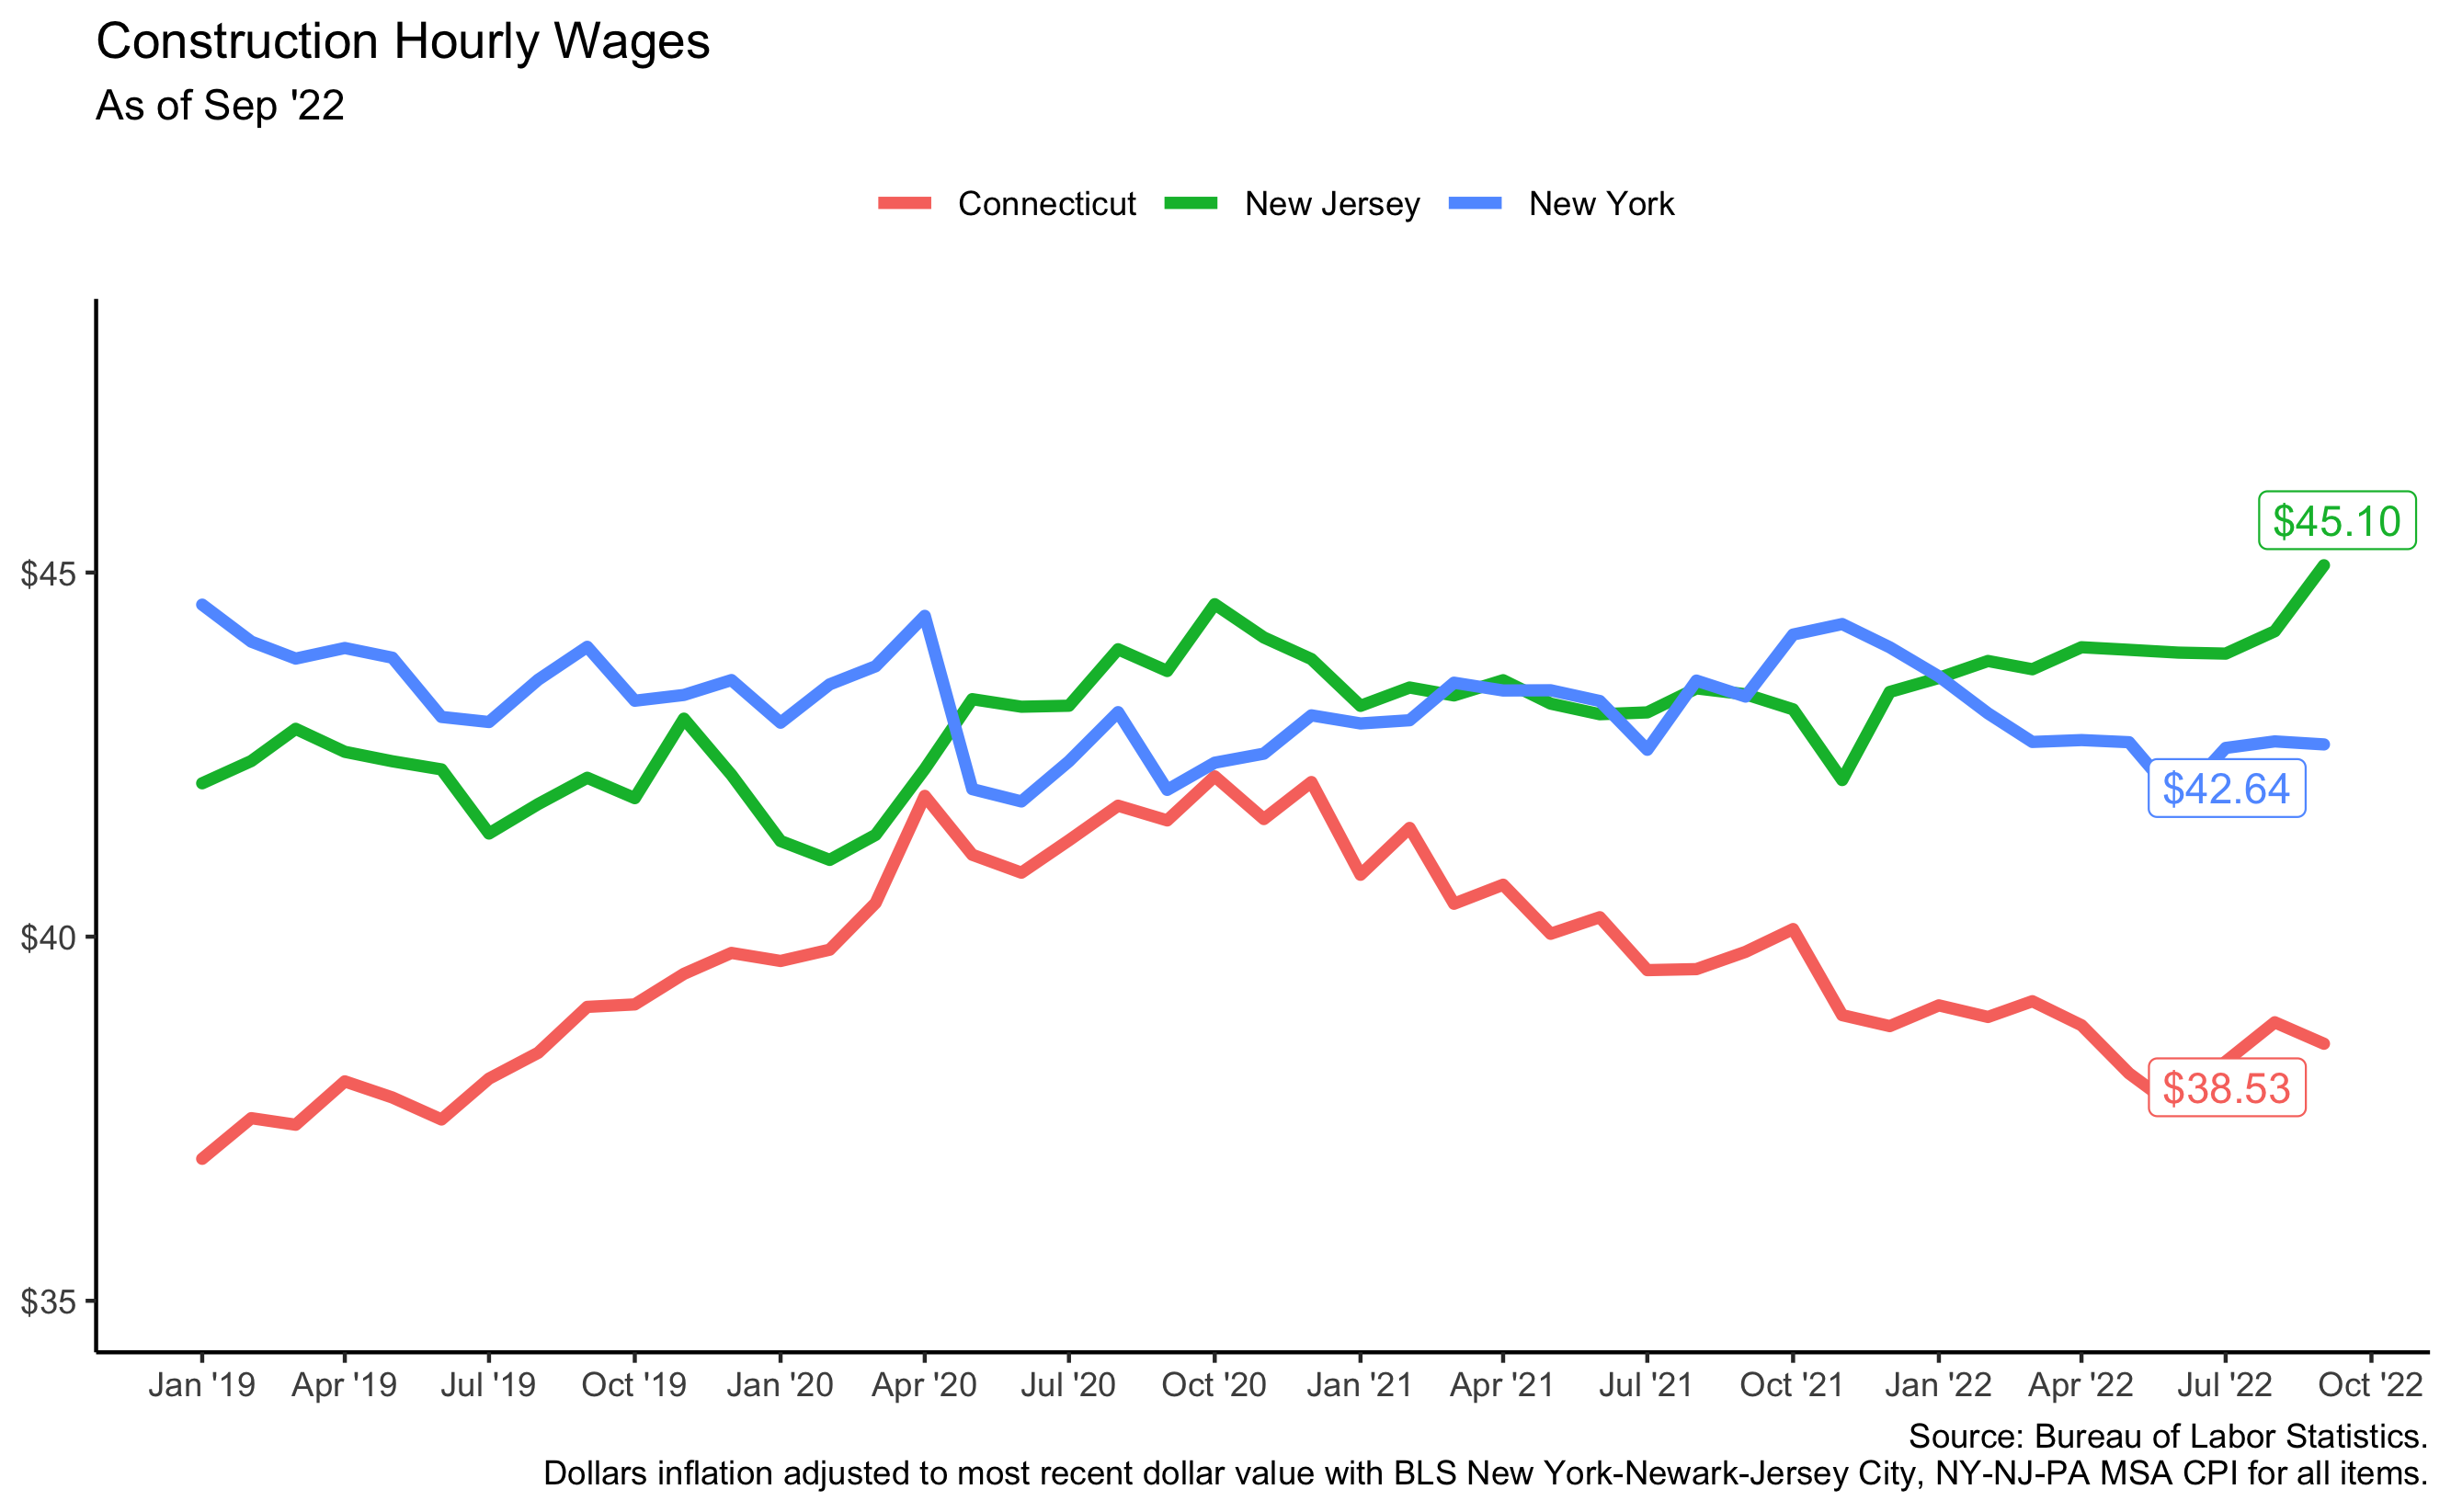 Construction Hourly Wages
As of Sep '22
Connecticut New Jersey New York
$45.10
$45
$42.64
$40
$38.53
$35
Jan '19 Apr '19 Jul '19 Oct '19 Jan '20 Apr '20 Jul '20 Oct '20 Jan '21 Apr '21 Jul '21 Oct '21 Jan '22 Apr '22 Jul '22 Oct '22
Source: Bureau of Labor Statistics.
Dollars inflation adjusted to most recent dollar value with BLS New York-Newark-Jersey City, NY-NJ-PA MSA CPI for all items.